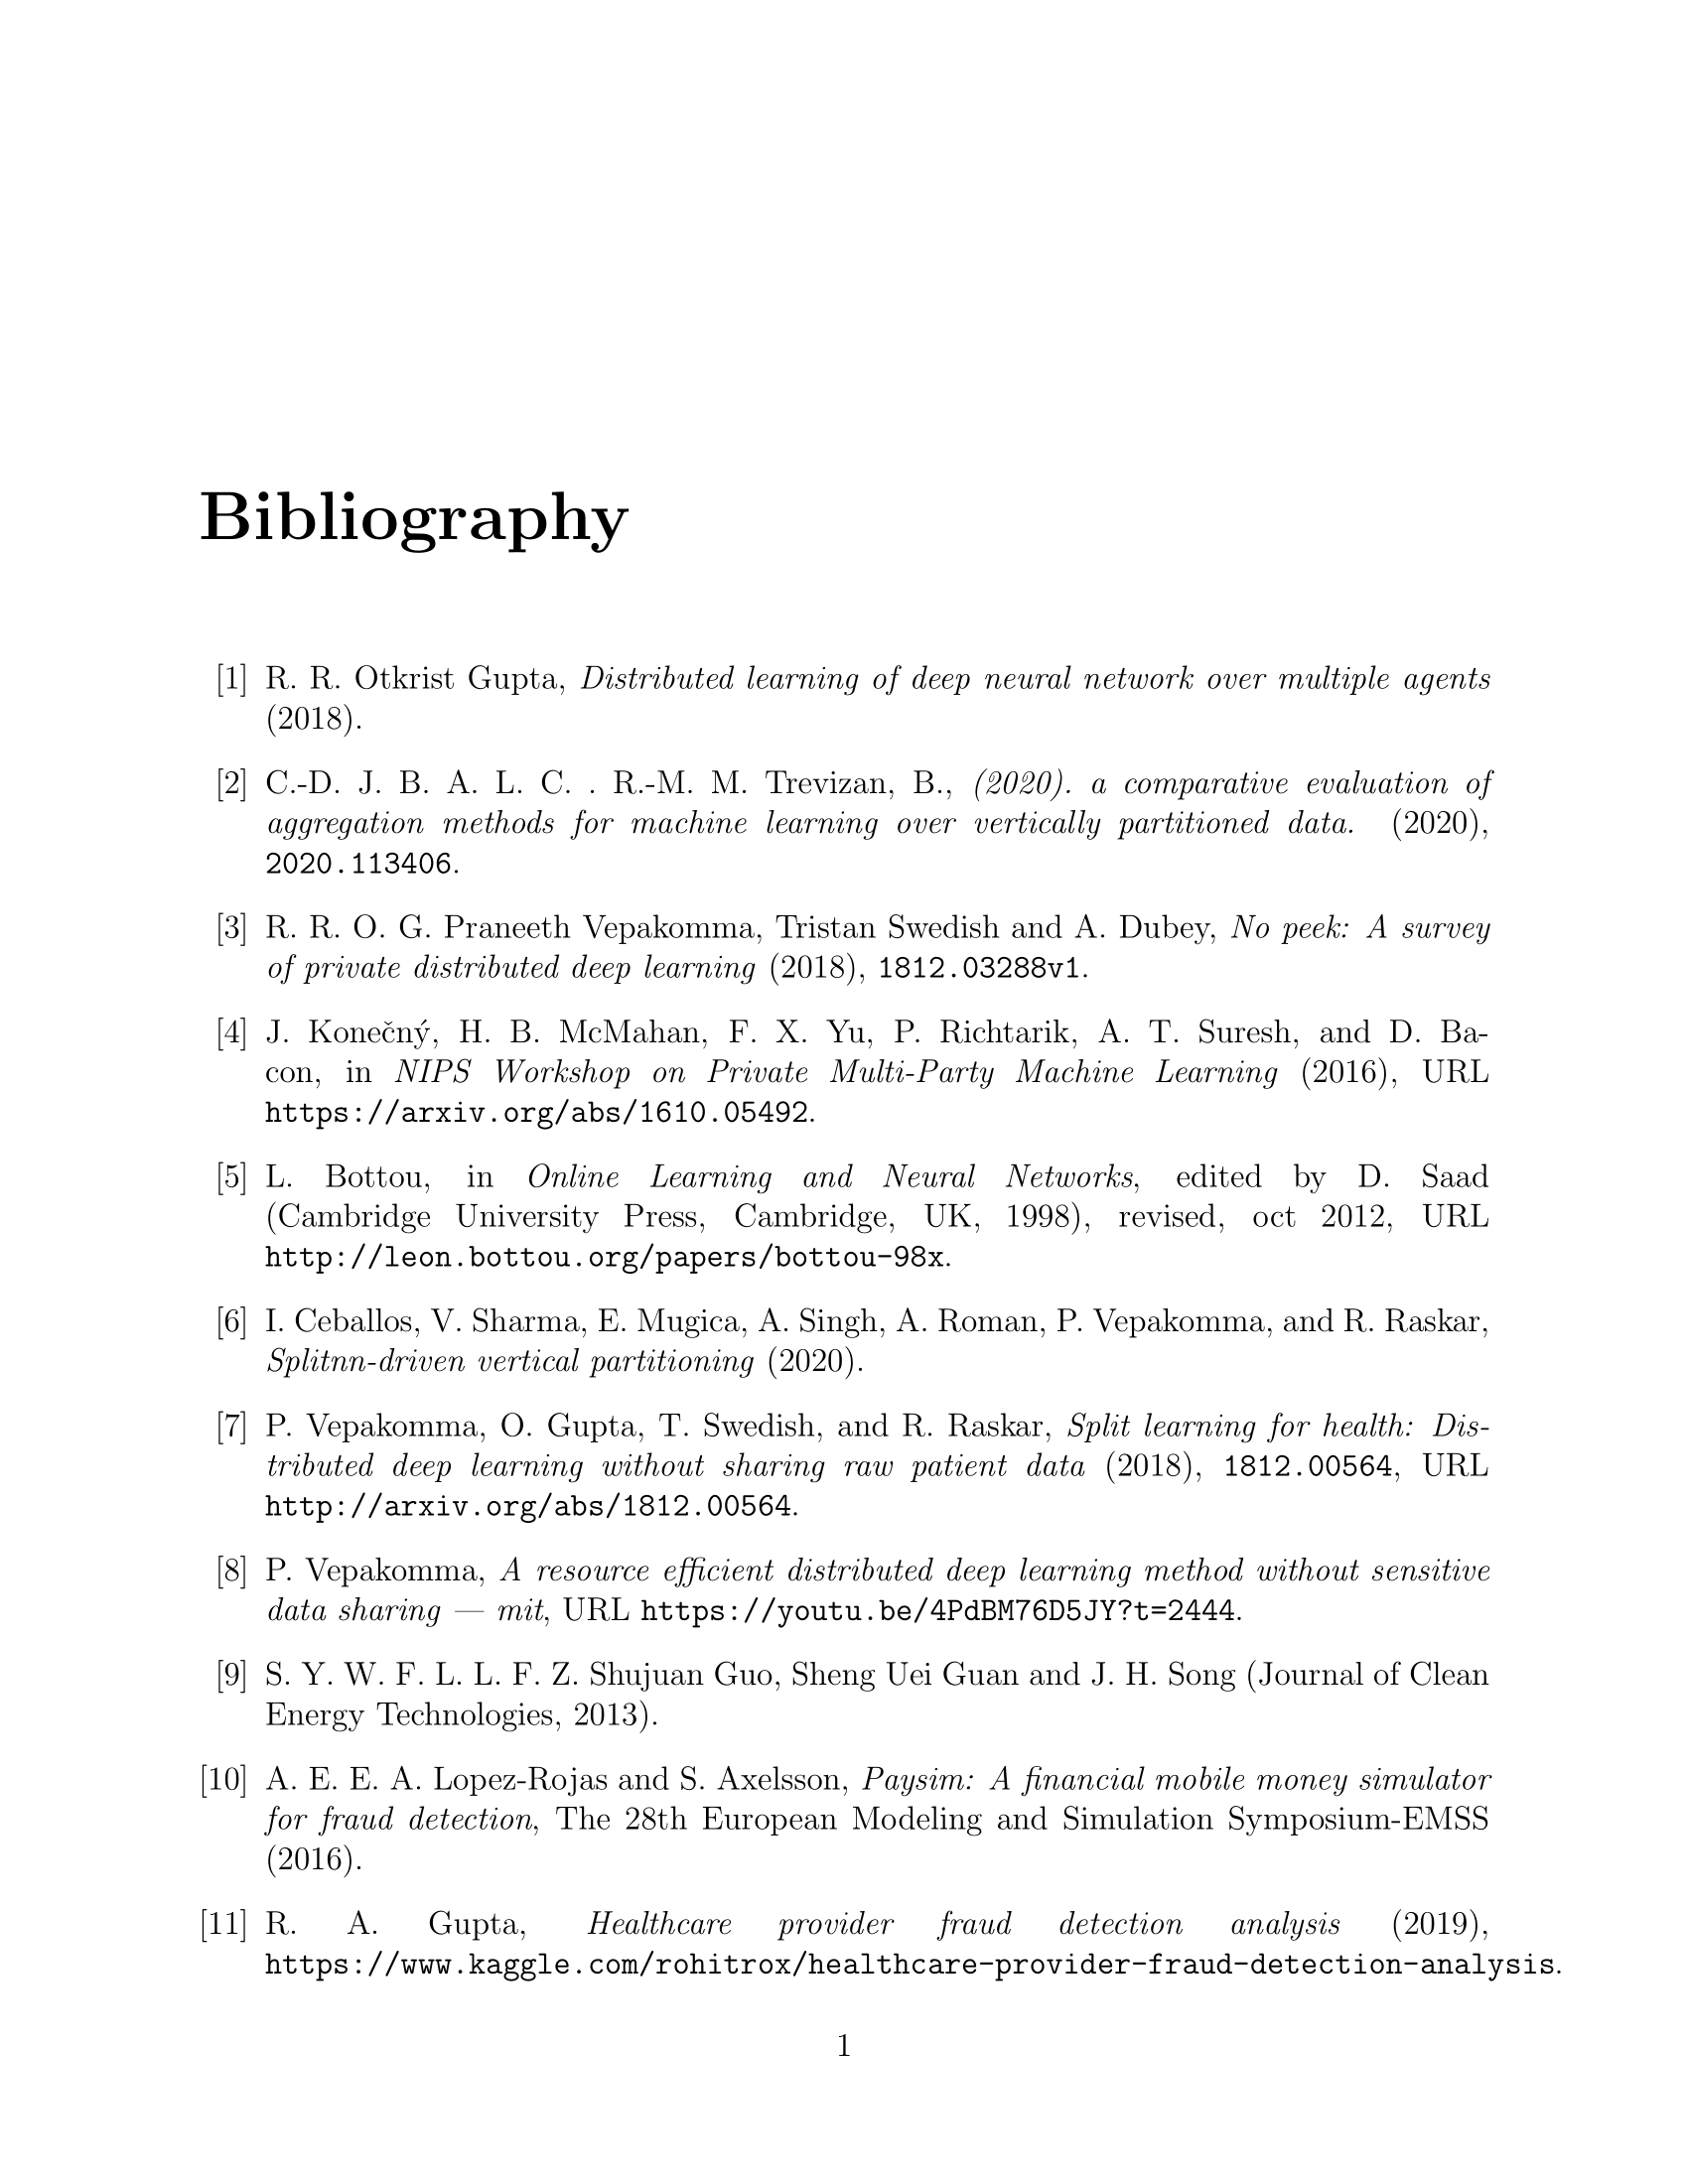 Bibliography
[1] R. R. Otkrist Gupta, Distributed learning of deep neural network over multiple agents
(2018).
[2] C.-D. J. B. A. L. C. . R.-M. M. Trevizan, B., (2020). a comparative evaluation of
aggregation methods for machine learning over vertically partitioned data. (2020),
2020.113406.
[3] R. R. O. G. Praneeth Vepakomma, Tristan Swedish and A. Dubey, No peek: A survey
of private distributed deep learning (2018), 1812.03288v1.
[4] J. Konečný, H. B. McMahan, F. X. Yu, P. Richtarik, A. T. Suresh, and D. Ba-
con, in NIPS Workshop on Private Multi-Party Machine Learning (2016), URL
https://arxiv.org/abs/1610.05492.
[5] L. Bottou, in Online Learning and Neural Networks, edited by D. Saad
(Cambridge University Press, Cambridge, UK, 1998), revised, oct 2012, URL
http://leon.bottou.org/papers/bottou-98x.
[6] I. Ceballos, V. Sharma, E. Mugica, A. Singh, A. Roman, P. Vepakomma, and R. Raskar,
Splitnn-driven vertical partitioning (2020).
[7] P. Vepakomma, O. Gupta, T. Swedish, and R. Raskar, Split learning for health: Dis-
tributed deep learning without sharing raw patient data (2018), 1812.00564, URL
http://arxiv.org/abs/1812.00564.
[8] P. Vepakomma, A resource efficient distributed deep learning method without sensitive
data sharing — mit, URL https://youtu.be/4PdBM76D5JY?t=2444.
[9] S. Y. W. F. L. L. F. Z. Shujuan Guo, Sheng Uei Guan and J. H. Song (Journal of Clean
Energy Technologies, 2013).
[10] A. E. E. A. Lopez-Rojas and S. Axelsson, Paysim: A financial mobile money simulator
for fraud detection, The 28th European Modeling and Simulation Symposium-EMSS
(2016).
[11] R. A. Gupta, Healthcare provider fraud detection analysis (2019),
https://www.kaggle.com/rohitrox/healthcare-provider-fraud-detection-analysis.
1